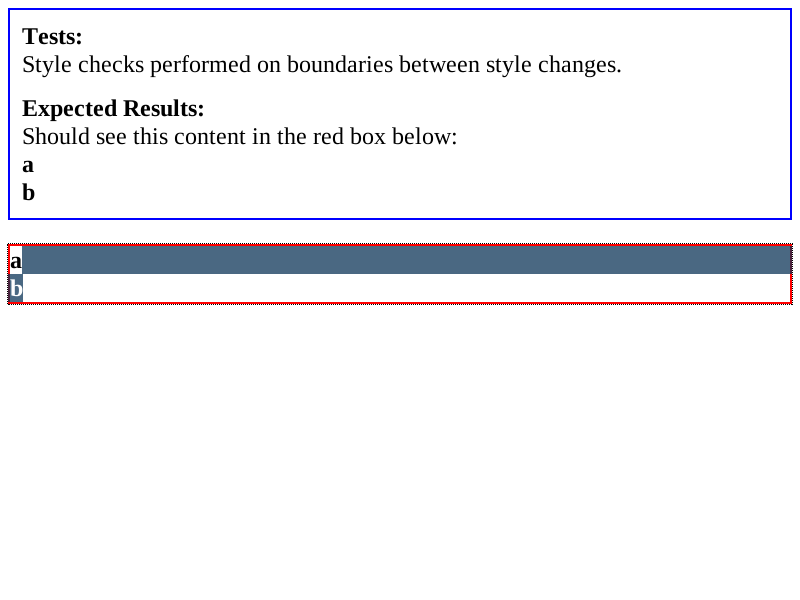 Tests:
Style checks performed on boundaries between style changes.
Expected Results:
Should see this content in the red box below:
a
b
a
b